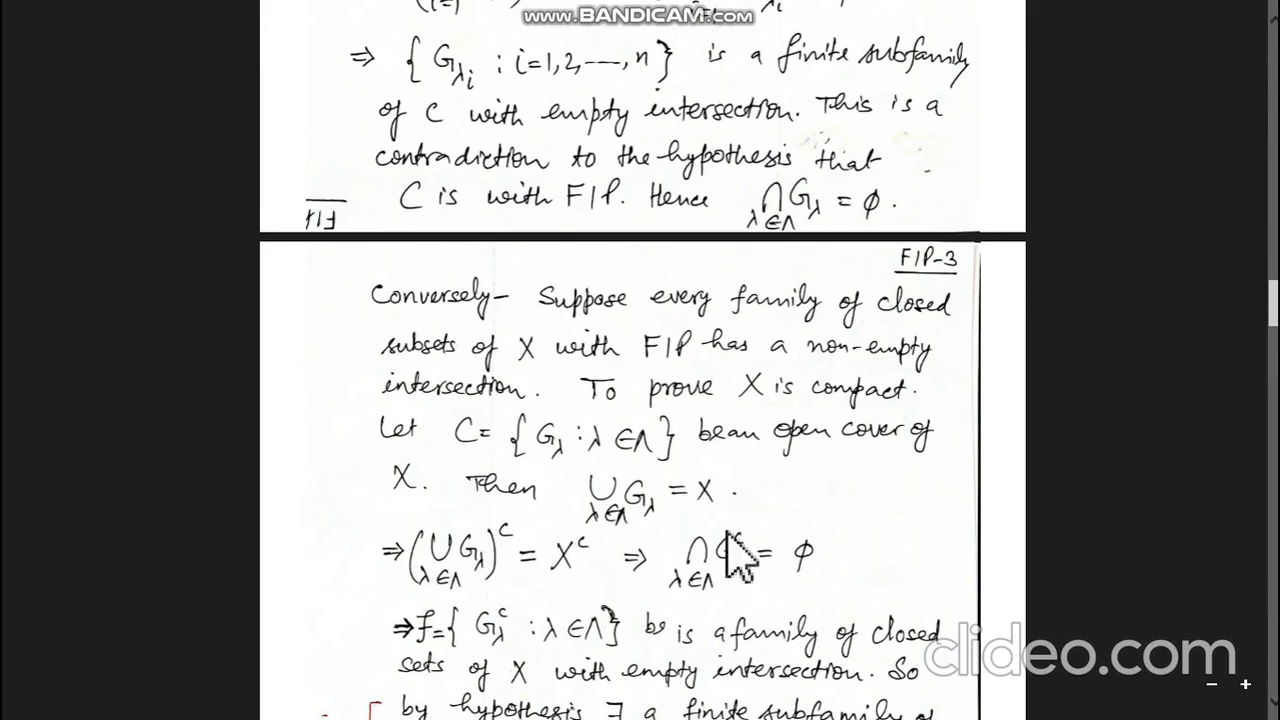 www.BANDICAM.com
⇒ { G_λi : i=1,2,---,n } is a finite subfamily
of C with empty intersection. This is a
contradiction to the hypothesis that
C is with FIP. Hence ∩_{λ∈Λ} G_λ = ϕ.
FIP-3
Conversely- Suppose every family of closed
subsets of X with FIP has a non-empty
intersection. To prove X is compact.
Let C= { G_λ : λ ∈ Λ } be an open cover of
X. Then ∪_{λ∈Λ} G_λ = X.
⇒ (∪_{λ∈Λ} G_λ)^c = X^c ⇒ ∩_{λ∈Λ} G^c = ϕ
⇒ F={ G_λ^c : λ ∈ Λ } be is a family of closed
sets of X with empty intersection. So
by hypothesis ∃ a finite subfamily of
clideo.com
- +